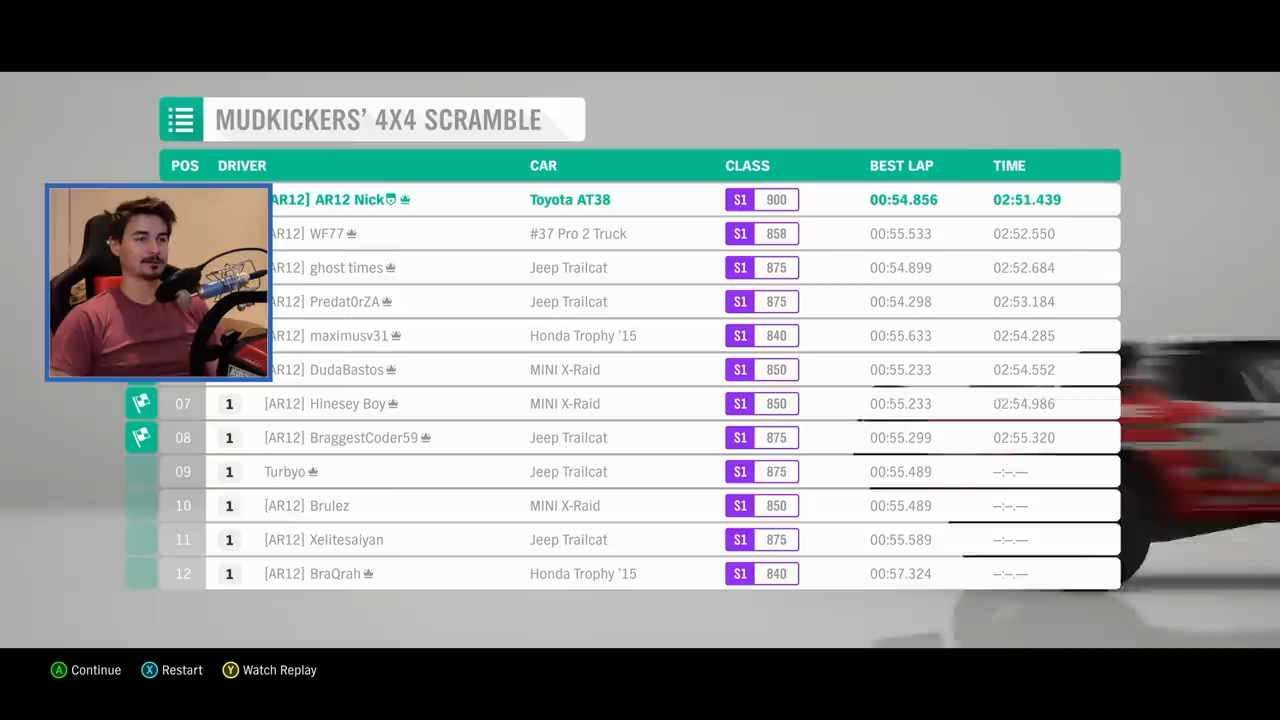 MUDKICKERS’ 4X4 SCRAMBLE
POS DRIVER CAR CLASS BEST LAP TIME
AR12] AR12 Nick Toyota AT38 S1 900 00:54.856 02:51.439
AR12] WF77 #37 Pro 2 Truck S1 858 00:55.533 02:52.550
AR12] ghost times Jeep Trailcat S1 875 00:54.899 02:52.684
AR12] Predat0rZA Jeep Trailcat S1 875 00:54.298 02:53.184
AR12] maximusv31 Honda Trophy '15 S1 840 00:55.633 02:54.285
AR12] DudaBastos MINI X-Raid S1 850 00:55.233 02:54.552
07 1 [AR12] Hinesey Boy MINI X-Raid S1 850 00:55.233 02:54.986
08 1 [AR12] BraggestCoder59 Jeep Trailcat S1 875 00:55.299 02:55.320
09 1 Turbyo Jeep Trailcat S1 875 00:55.489 --:--.---
10 1 [AR12] Brulez MINI X-Raid S1 850 00:55.489 --:--.---
11 1 [AR12] Xelitesaiyan Jeep Trailcat S1 875 00:55.589 --:--.---
12 1 [AR12] BraQrah Honda Trophy '15 S1 840 00:57.324 --:--.---
A Continue X Restart Y Watch Replay